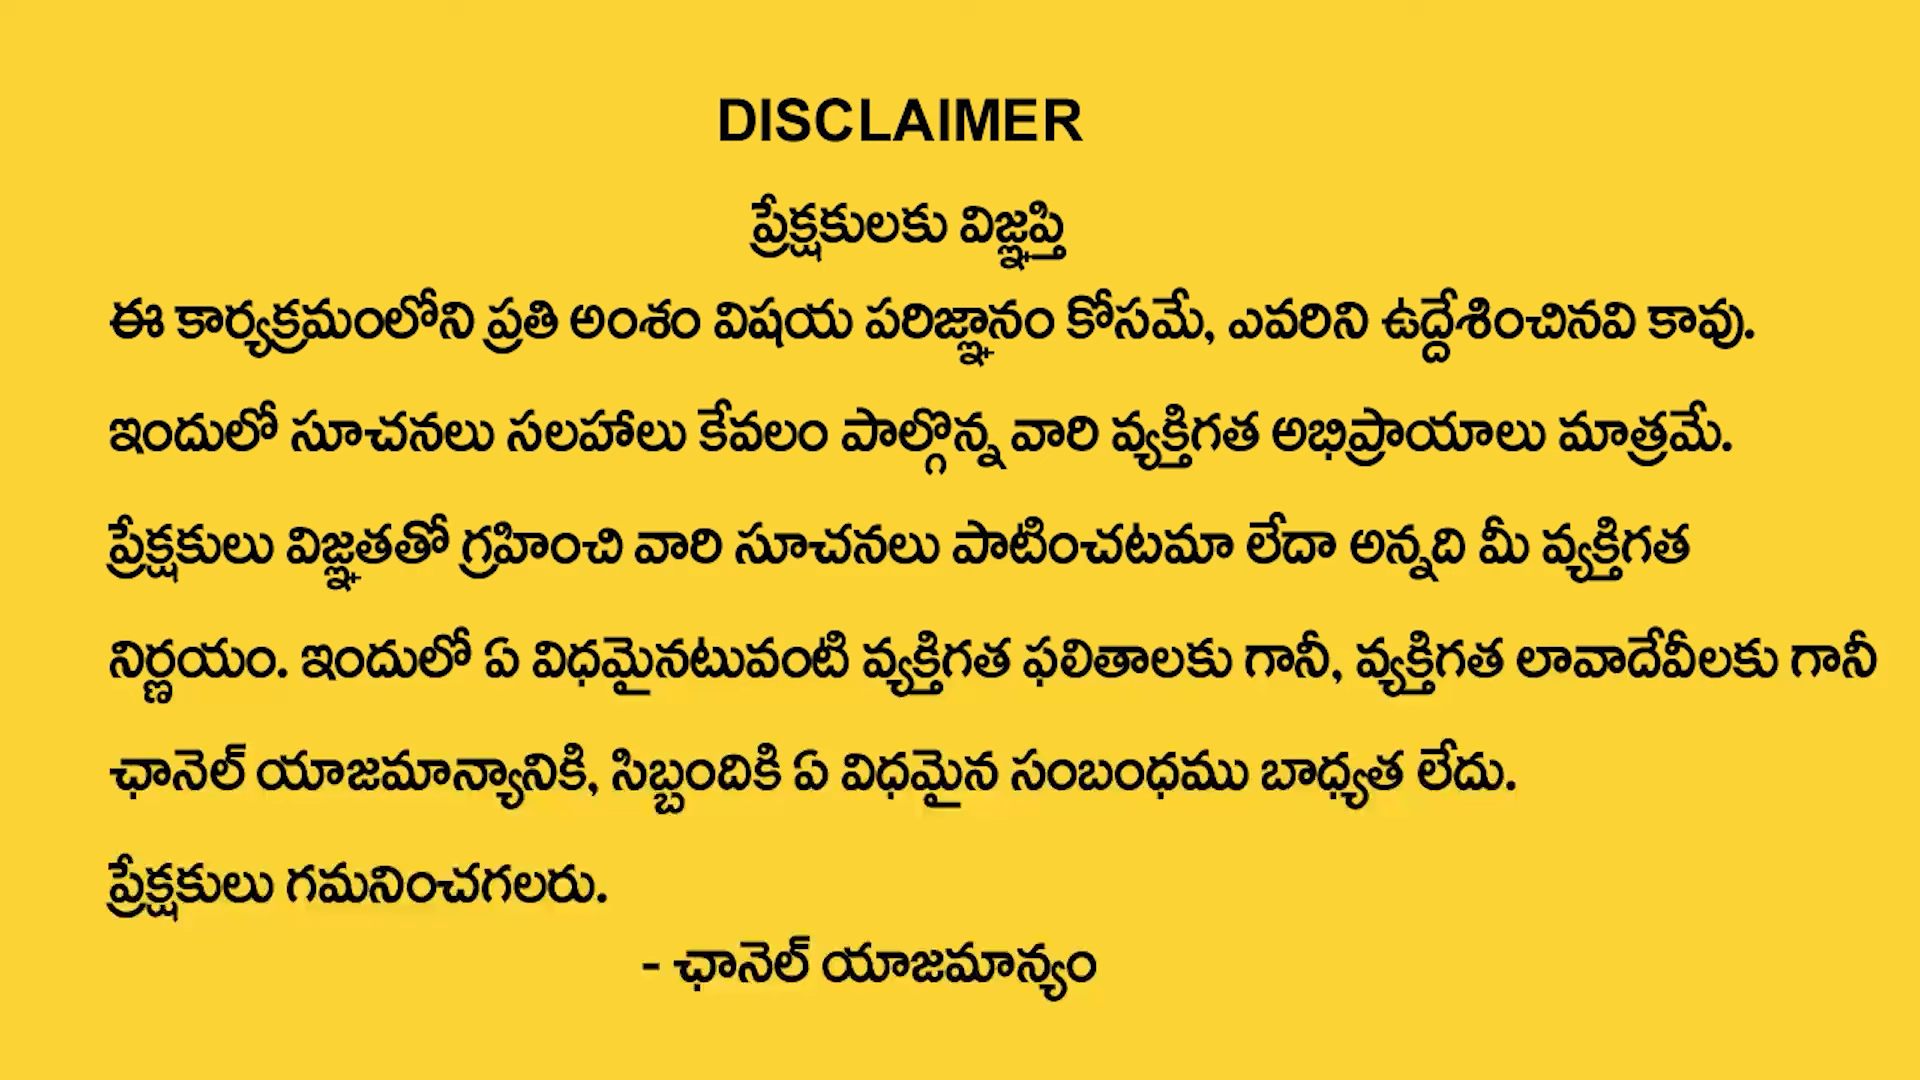 DISCLAIMER
ప్రేక్షకులకు విజ్ఞప్తి
ఈ కార్యక్రమంలోని ప్రతి అంశం విషయ పరిజ్ఞానం కోసమే, ఎవరిని ఉద్దేశించినవి కావు.
ఇందులో సూచనలు సలహాలు కేవలం పాల్గొన్న వారి వ్యక్తిగత అభిప్రాయాలు మాత్రమే.
ప్రేక్షకులు విజ్ఞతతో గ్రహించి వారి సూచనలు పాటించటమా లేదా అన్నది మీ వ్యక్తిగత
నిర్ణయం. ఇందులో ఏ విధమైనటువంటి వ్యక్తిగత ఫలితాలకు గానీ, వ్యక్తిగత లావాదేవీలకు గానీ
ఛానెల్ యాజమాన్యానికి, సిబ్బందికి ఏ విధమైన సంబంధము బాధ్యత లేదు.
ప్రేక్షకులు గమనించగలరు.
- ఛానెల్ యాజమాన్యం